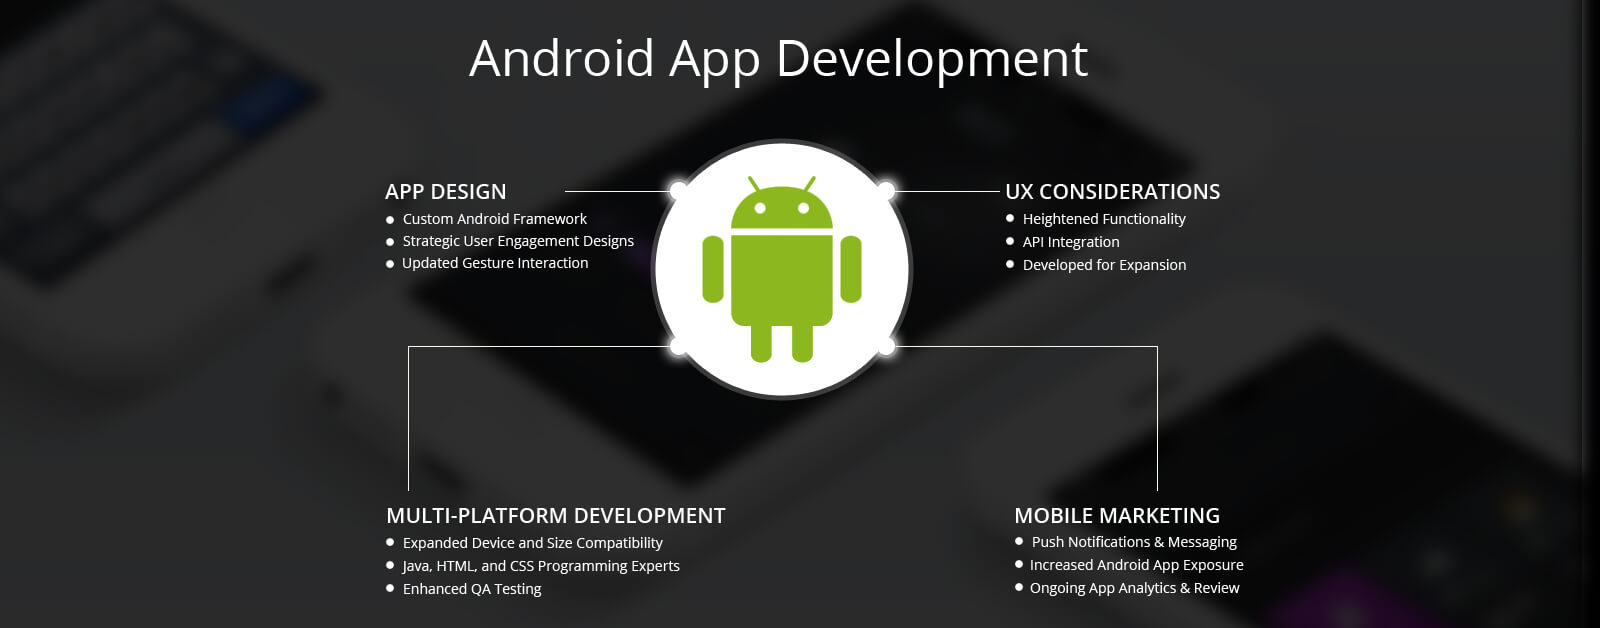 Android App Development
APP DESIGN
Custom Android Framework
Strategic User Engagement Designs
Updated Gesture Interaction
UX CONSIDERATIONS
Heightened Functionality
API Integration
Developed for Expansion
MULTI-PLATFORM DEVELOPMENT
Expanded Device and Size Compatibility
Java, HTML, and CSS Programming Experts
Enhanced QA Testing
MOBILE MARKETING
Push Notifications & Messaging
Increased Android App Exposure
Ongoing App Analytics & Review